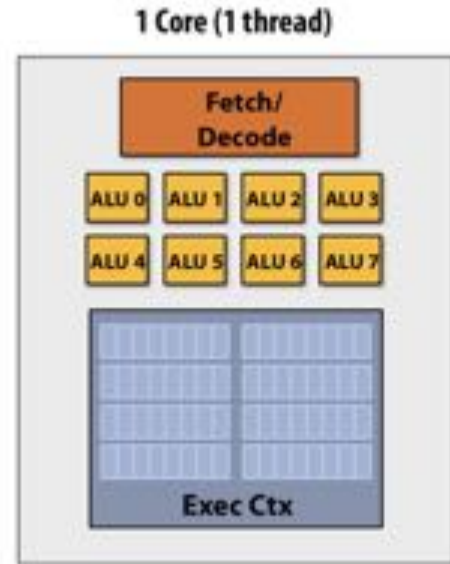 1 Core (1 thread)
Fetch/
Decode
ALU 0 ALU 1 ALU 2 ALU 3
ALU 4 ALU 5 ALU 6 ALU 7
Exec Ctx